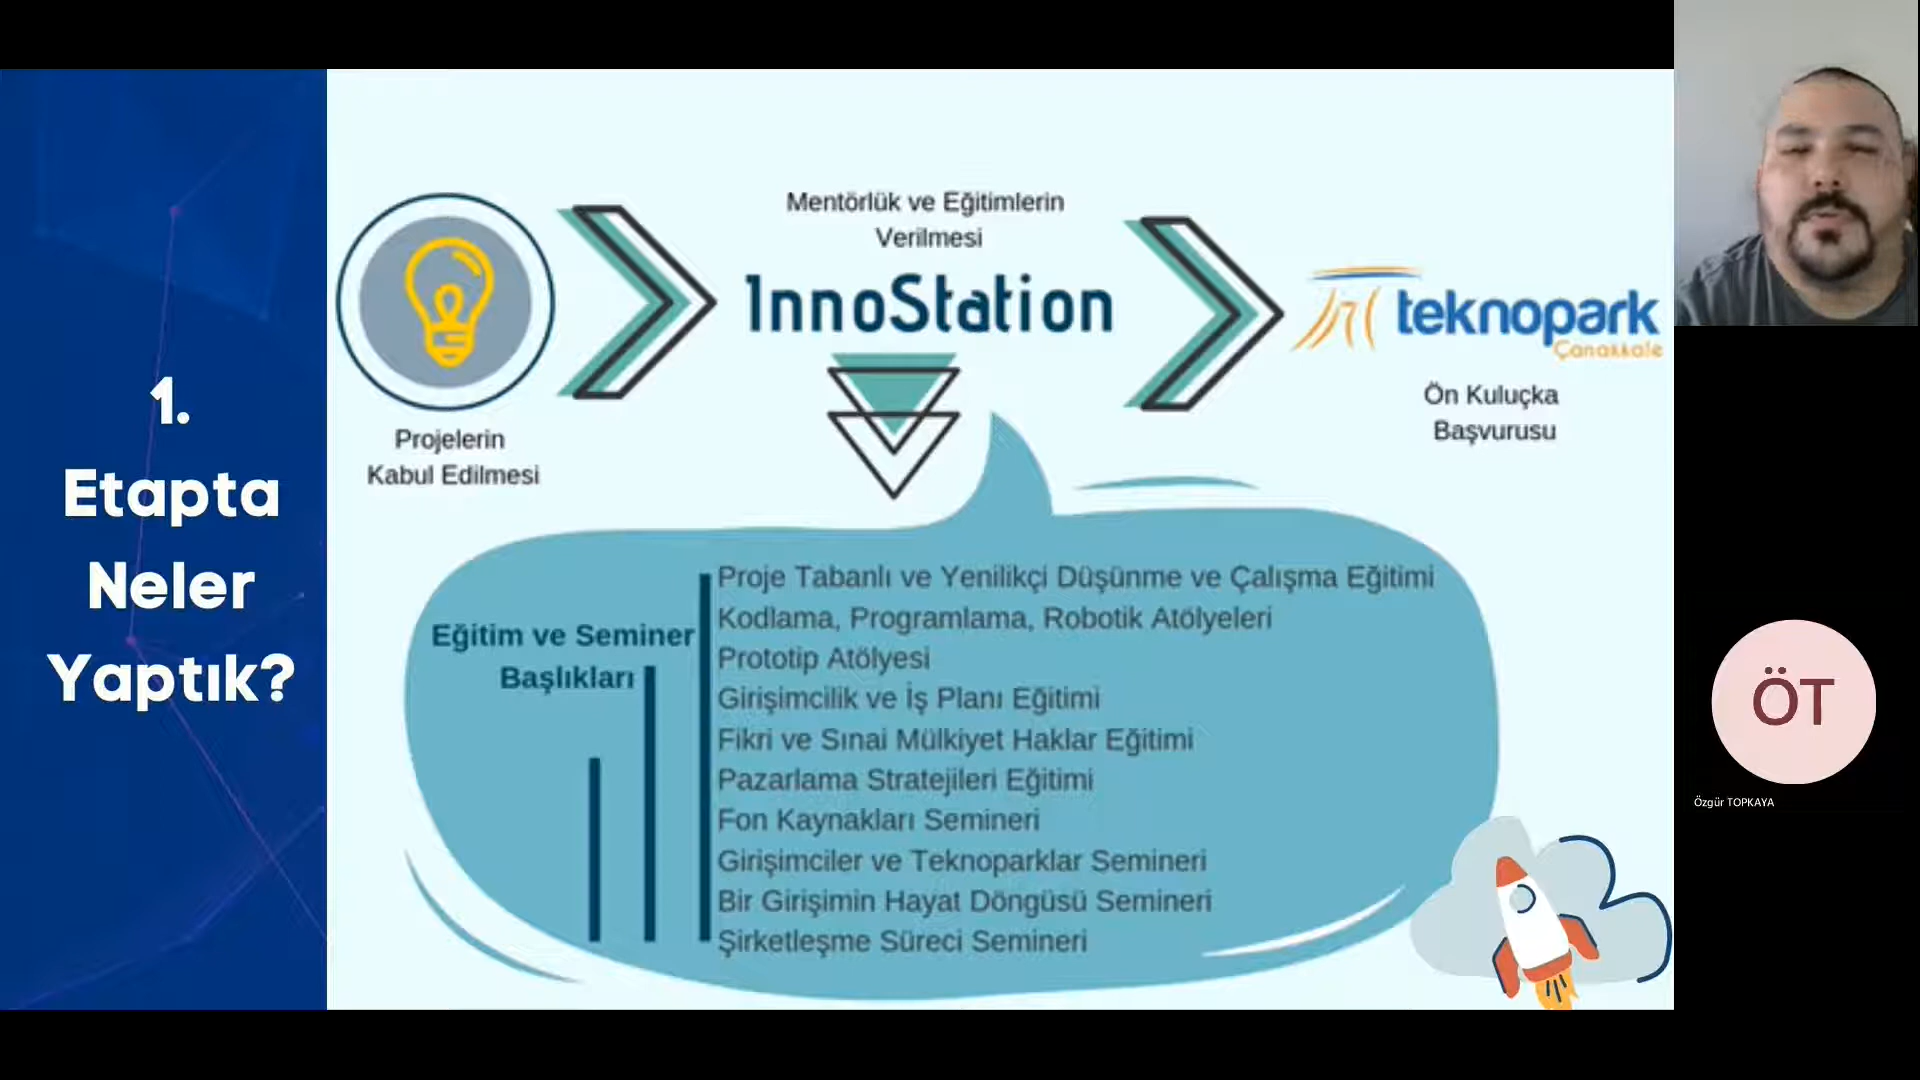 1.
Etapta
Neler
Yaptık?
Projelerin
Kabul Edilmesi
Mentörlük ve Eğitimlerin
Verilmesi
InnoStation
teknopark
Çanakkale
Ön Kuluçka
Başvurusu
Eğitim ve Seminer
Başlıkları
Proje Tabanlı ve Yenilikçi Düşünme ve Çalışma Eğitimi
Kodlama, Programlama, Robotik Atölyeleri
Prototip Atölyesi
Girişimcilik ve İş Planı Eğitimi
Fikri ve Sınai Mülkiyet Haklar Eğitimi
Pazarlama Stratejileri Eğitimi
Fon Kaynakları Semineri
Girişimciler ve Teknoparklar Semineri
Bir Girişimin Hayat Döngüsü Semineri
Şirketleşme Süreci Semineri
ÖT
Özgür TOPKAYA